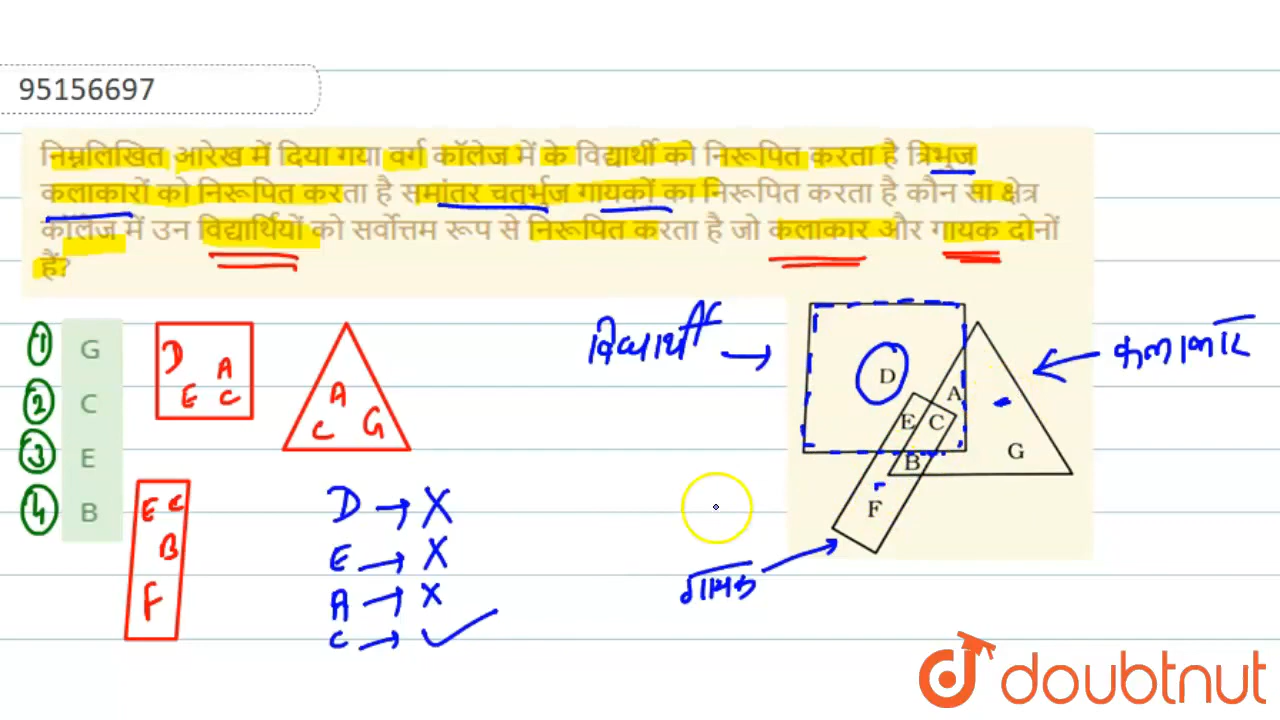 95156697
निम्नलिखित आरेख में दिया गया वर्ग कॉलेज में के विद्यार्थी को निरूपित करता है त्रिभुज
कलाकारों को निरूपित करता है समांतर चतुर्भुज गायकों का निरूपित करता है कौन सा क्षेत्र
कॉलेज में उन विद्यार्थियों को सर्वोत्तम रूप से निरूपित करता है जो कलाकार और गायक दोनों
हैं?
1 G
2 C
3 E
4 B
D A
E C
A
C G
E C
B
F
D → X
E → X
A → X
C → ✓
विद्यार्थी →
← कलाकार
D
A
E C
G
B
F
गायक
doubtnut